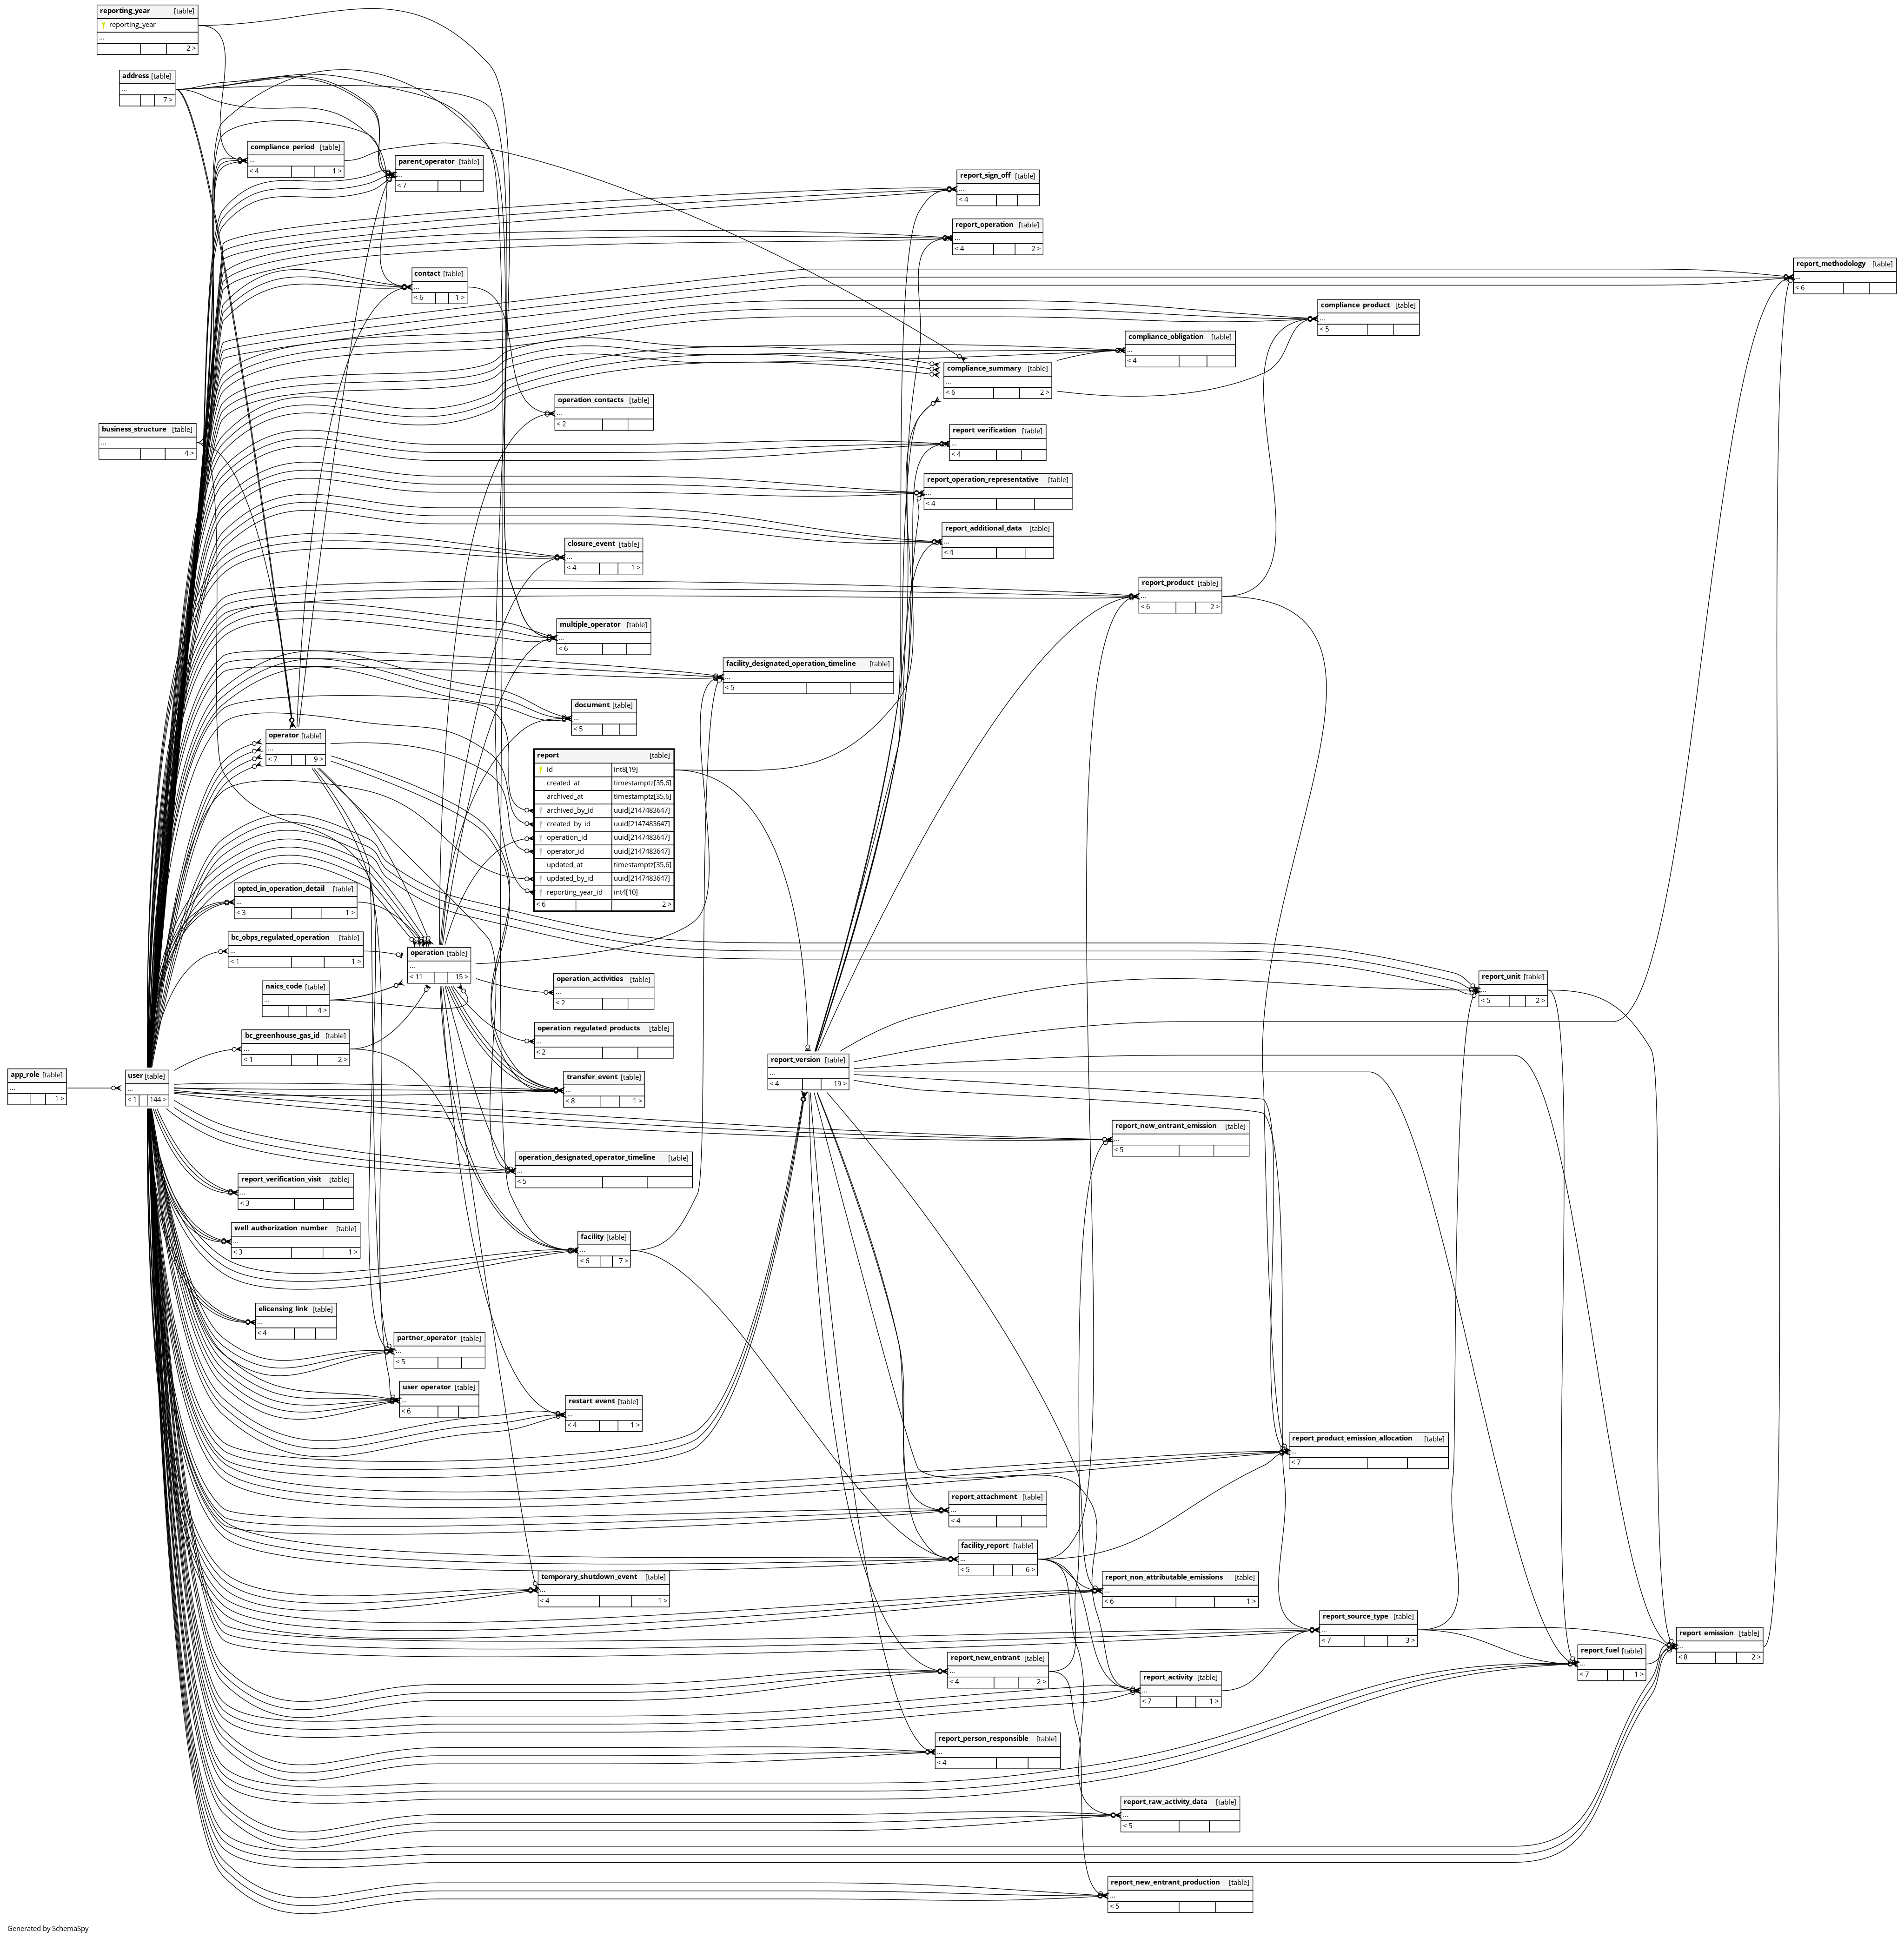 reporting_year [table]
reporting_year
...
2 >
address [table]
...
7 >
compliance_period [table]
...
< 4 1 >
parent_operator [table]
...
< 7
report_sign_off [table]
...
< 4
report_operation [table]
...
< 4 2 >
report_methodology [table]
...
< 6
contact [table]
...
< 6 1 >
compliance_product [table]
...
< 5
compliance_obligation [table]
...
< 4
compliance_summary [table]
...
< 6 2 >
operation_contacts [table]
...
< 2
business_structure [table]
...
4 >
report_verification [table]
...
< 4
report_operation_representative [table]
...
< 4
report_additional_data [table]
...
< 4
closure_event [table]
...
< 4 1 >
report_product [table]
...
< 6 2 >
multiple_operator [table]
...
< 6
facility_designated_operation_timeline [table]
...
< 5
document [table]
...
< 5
operator [table]
...
< 7 9 >
report [table]
id int8[19]
created_at timestamptz[35,6]
archived_at timestamptz[35,6]
archived_by_id uuid[2147483647]
created_by_id uuid[2147483647]
operation_id uuid[2147483647]
operator_id uuid[2147483647]
updated_at timestamptz[35,6]
updated_by_id uuid[2147483647]
reporting_year_id int4[10]
< 6 2 >
opted_in_operation_detail [table]
...
< 3 1 >
bc_obps_regulated_operation [table]
...
< 1 1 >
operation [table]
...
< 11 15 >
naics_code [table]
...
4 >
operation_activities [table]
...
< 2
report_unit [table]
...
< 5 2 >
operation_regulated_products [table]
...
< 2
bc_greenhouse_gas_id [table]
...
< 1 2 >
report_version [table]
...
< 4 19 >
app_role [table]
...
1 >
user [table]
...
< 1 144 >
transfer_event [table]
...
< 8 1 >
report_new_entrant_emission [table]
...
< 5
operation_designated_operator_timeline [table]
...
< 5
report_verification_visit [table]
...
< 3
well_authorization_number [table]
...
< 3 1 >
facility [table]
...
< 6 7 >
elicensing_link [table]
...
< 4
partner_operator [table]
...
< 5
user_operator [table]
...
< 6
restart_event [table]
...
< 4 1 >
report_product_emission_allocation [table]
...
< 7
report_attachment [table]
...
< 4
facility_report [table]
...
< 5 6 >
temporary_shutdown_event [table]
...
< 4 1 >
report_non_attributable_emissions [table]
...
< 6 1 >
report_source_type [table]
...
< 7 3 >
report_emission [table]
...
< 8 2 >
report_fuel [table]
...
< 7 1 >
report_new_entrant [table]
...
< 4 2 >
report_activity [table]
...
< 7 1 >
report_person_responsible [table]
...
< 4
report_raw_activity_data [table]
...
< 5
report_new_entrant_production [table]
...
< 5
Generated by SchemaSpy